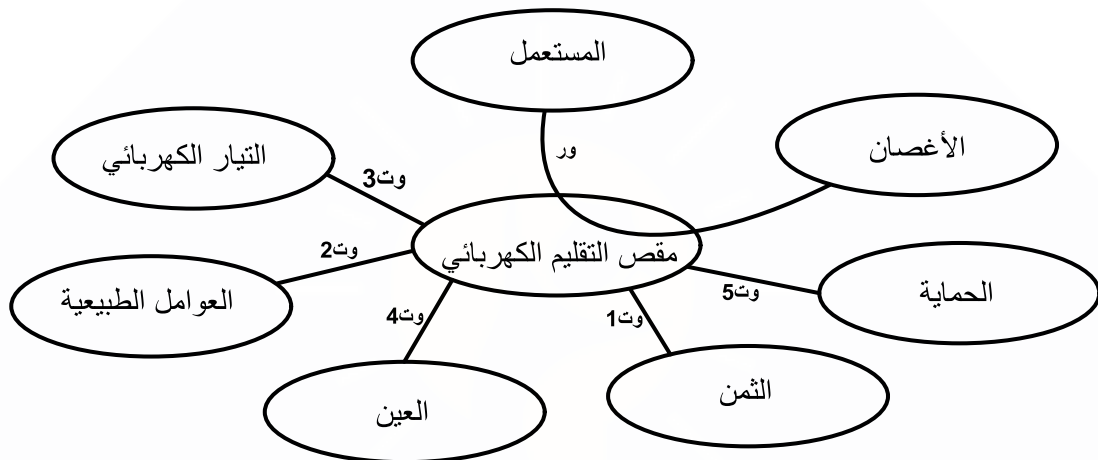 المستعمل
الأغصان
التيار الكهربائي
ور
وت3
مقص التقليم الكهربائي
وت2
العوامل الطبيعية
وت5
الحماية
وت4
وت1
العين
الثمن